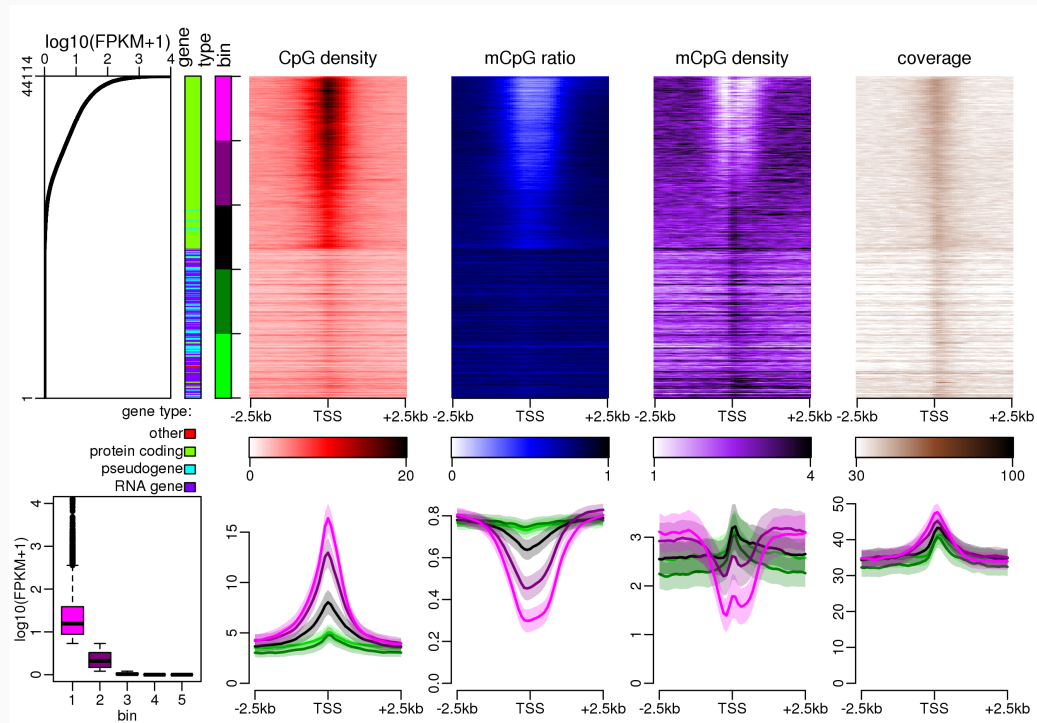 log10(FPKM+1)
0 1 2 3 4
44114
1
gene
type
bin
CpG density
mCpG ratio
mCpG density
coverage
-2.5kb TSS +2.5kb
-2.5kb TSS +2.5kb
-2.5kb TSS +2.5kb
-2.5kb TSS +2.5kb
gene type:
other
protein coding
pseudogene
RNA gene
0 10 20
0 1
1 4
30 100
log10(FPKM+1)
4
3
2
1
0
1 2 3 4 5
bin
15
10
5
0
-2.5kb TSS +2.5kb
0.8
0.6
0.4
0.2
0.0
-2.5kb TSS +2.5kb
3
2
1
0
-2.5kb TSS +2.5kb
50
40
30
20
10
0
-2.5kb TSS +2.5kb